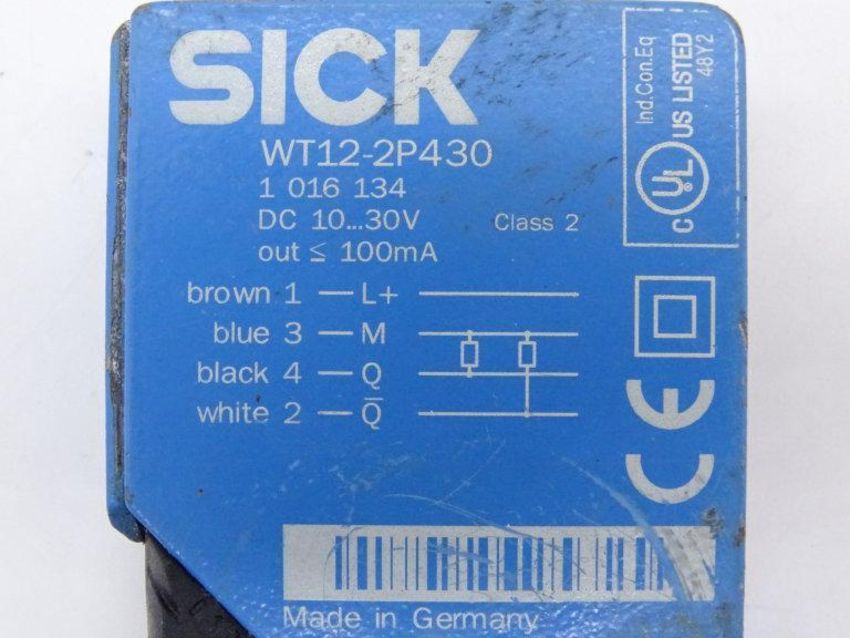 SICK
WT12-2P430
1 016 134
DC 10...30V Class 2
out ≤ 100mA
brown 1 — L+
blue 3 — M
black 4 — Q
white 2 — Q̅
Ind.Con.Eq
C UL US LISTED
48Y2
CE
Made in Germany